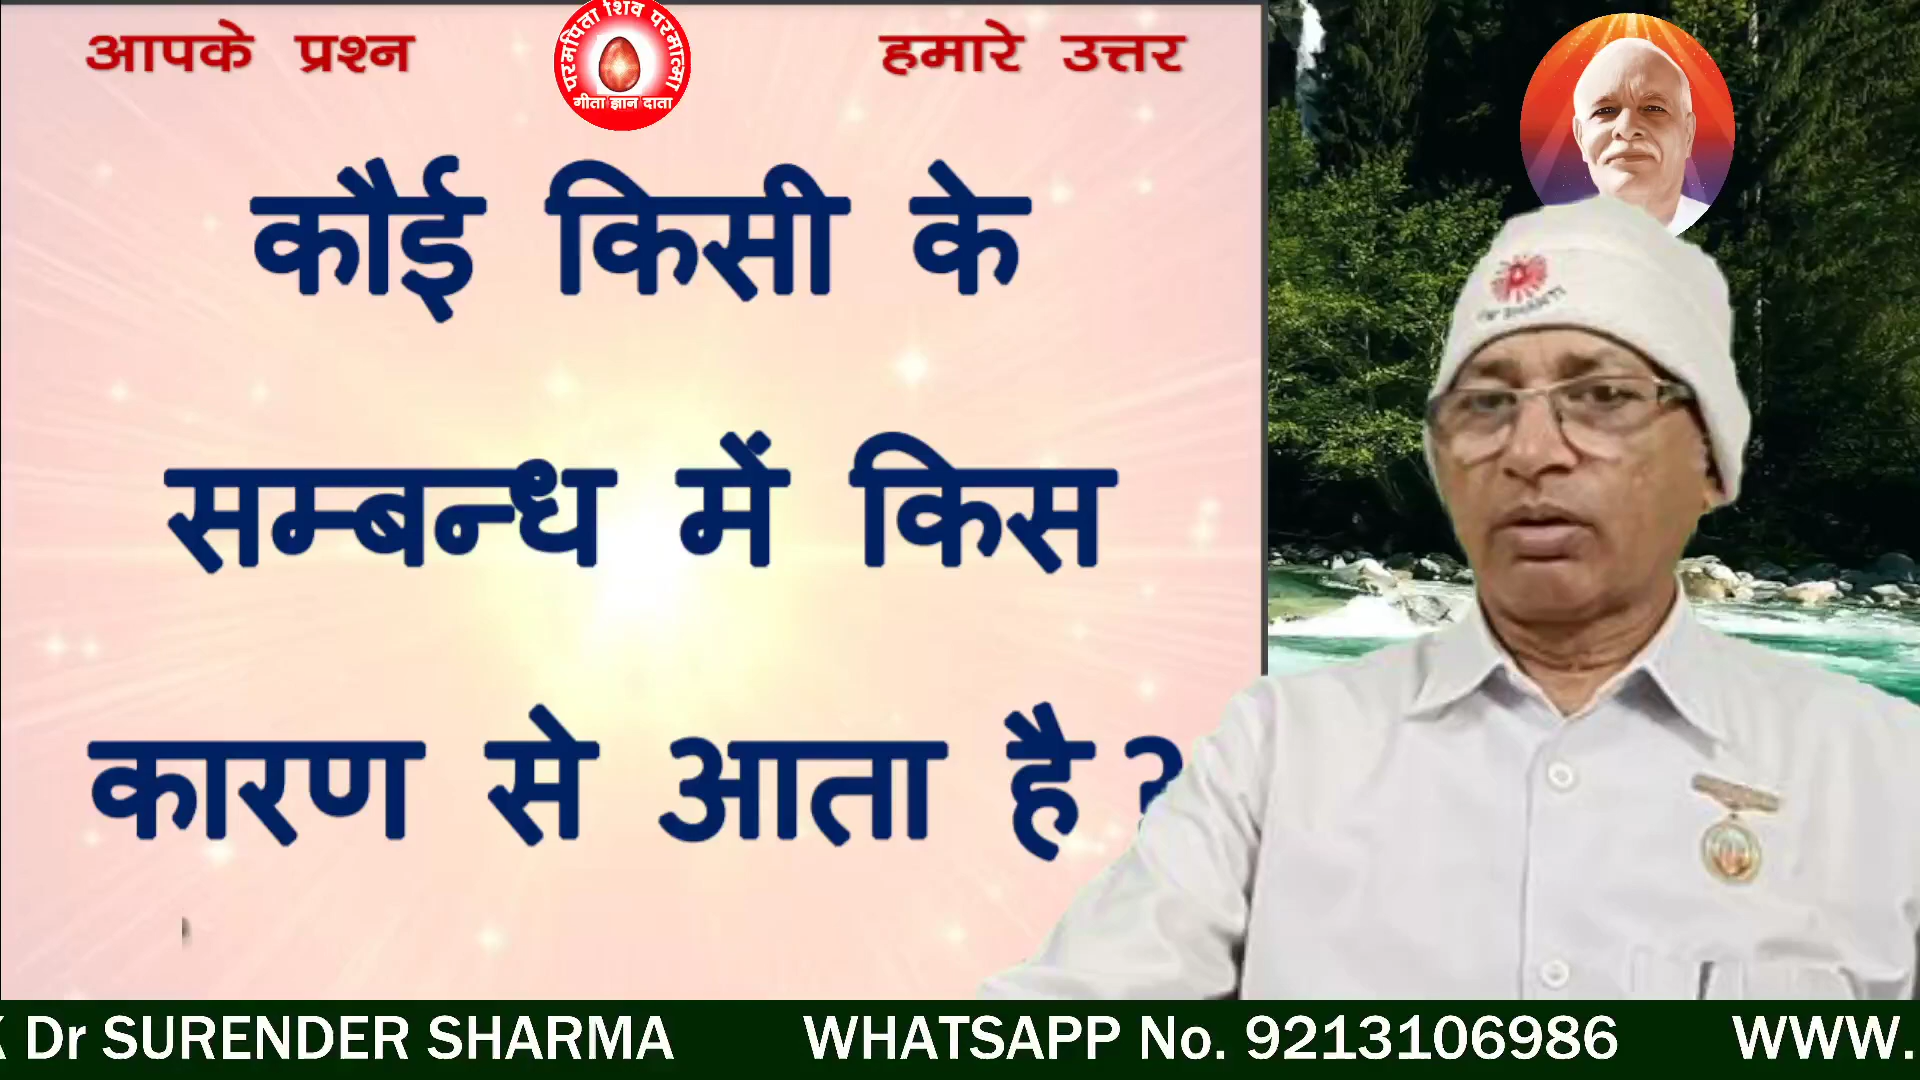 आपके प्रश्न
परमपिता शिव परमात्मा
गीता ज्ञान दाता
हमारे उत्तर
कौई किसी के
सम्बन्ध में किस
कारण से आता है ?
Dr SURENDER SHARMA WHATSAPP No. 9213106986 WWW.